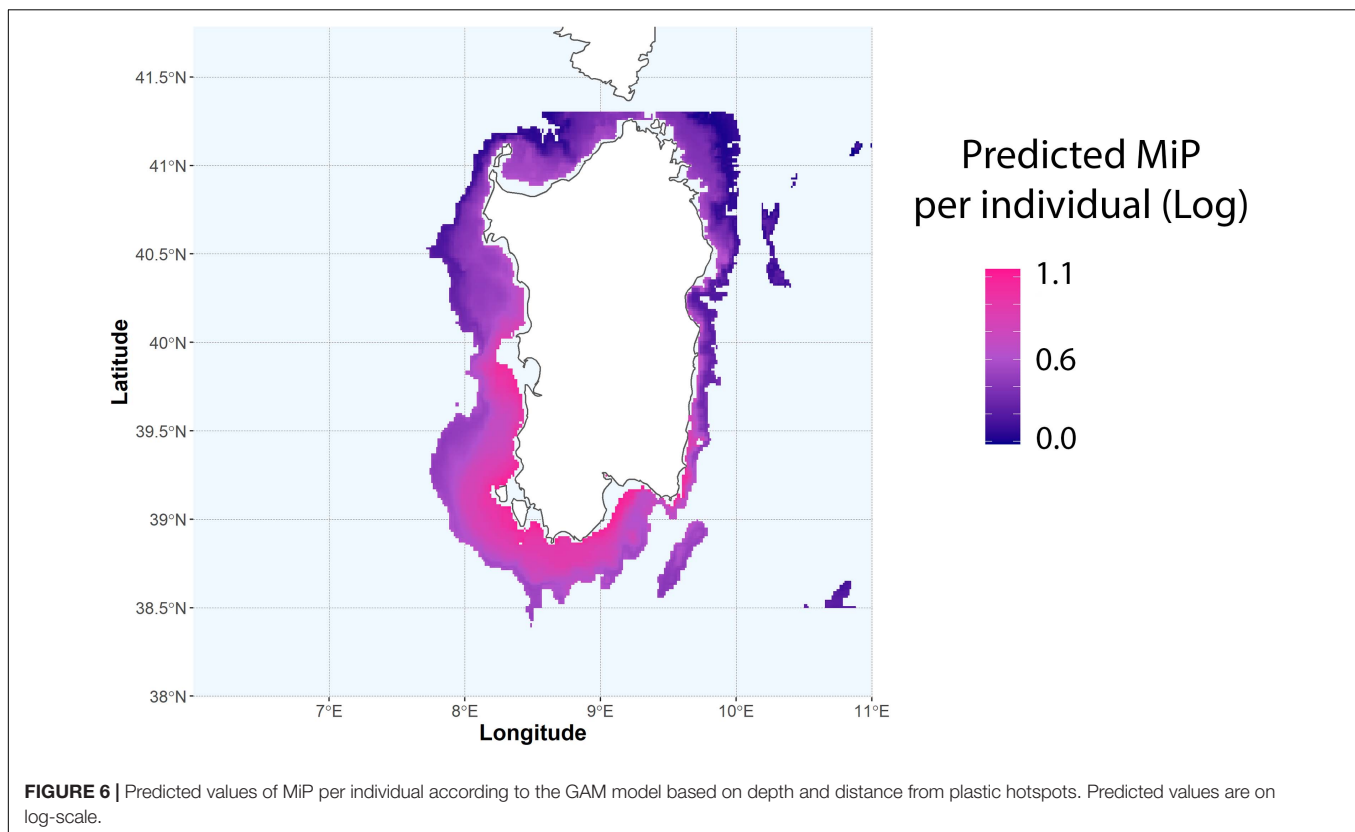 41.5°N
41°N
40.5°N
40°N
39.5°N
39°N
38.5°N
38°N
Latitude
7°E 8°E 9°E 10°E 11°E
Longitude
Predicted MiP
per individual (Log)
1.1
0.6
0.0
FIGURE 6 | Predicted values of MiP per individual according to the GAM model based on depth and distance from plastic hotspots. Predicted values are on
log-scale.